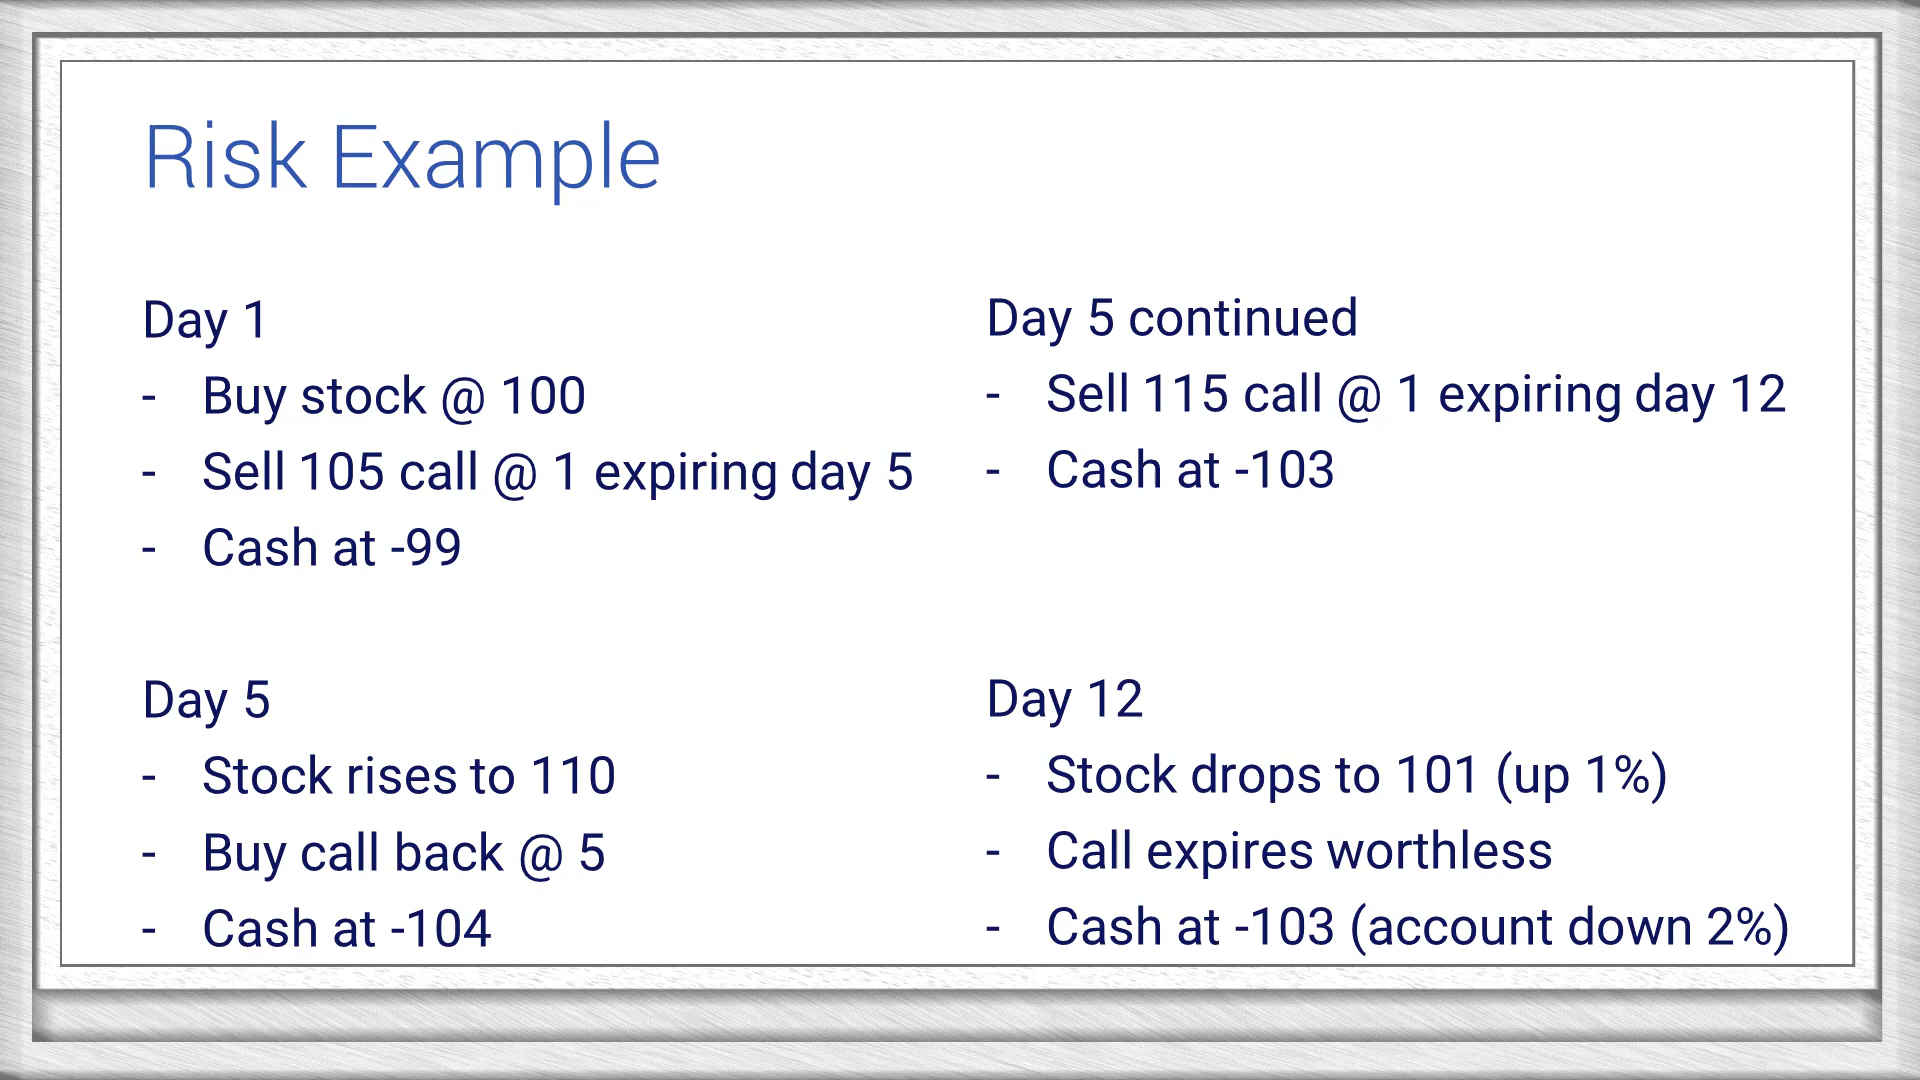 Risk Example
Day 1
- Buy stock @ 100
- Sell 105 call @ 1 expiring day 5
- Cash at -99
Day 5
- Stock rises to 110
- Buy call back @ 5
- Cash at -104
Day 5 continued
- Sell 115 call @ 1 expiring day 12
- Cash at -103
Day 12
- Stock drops to 101 (up 1%)
- Call expires worthless
- Cash at -103 (account down 2%)